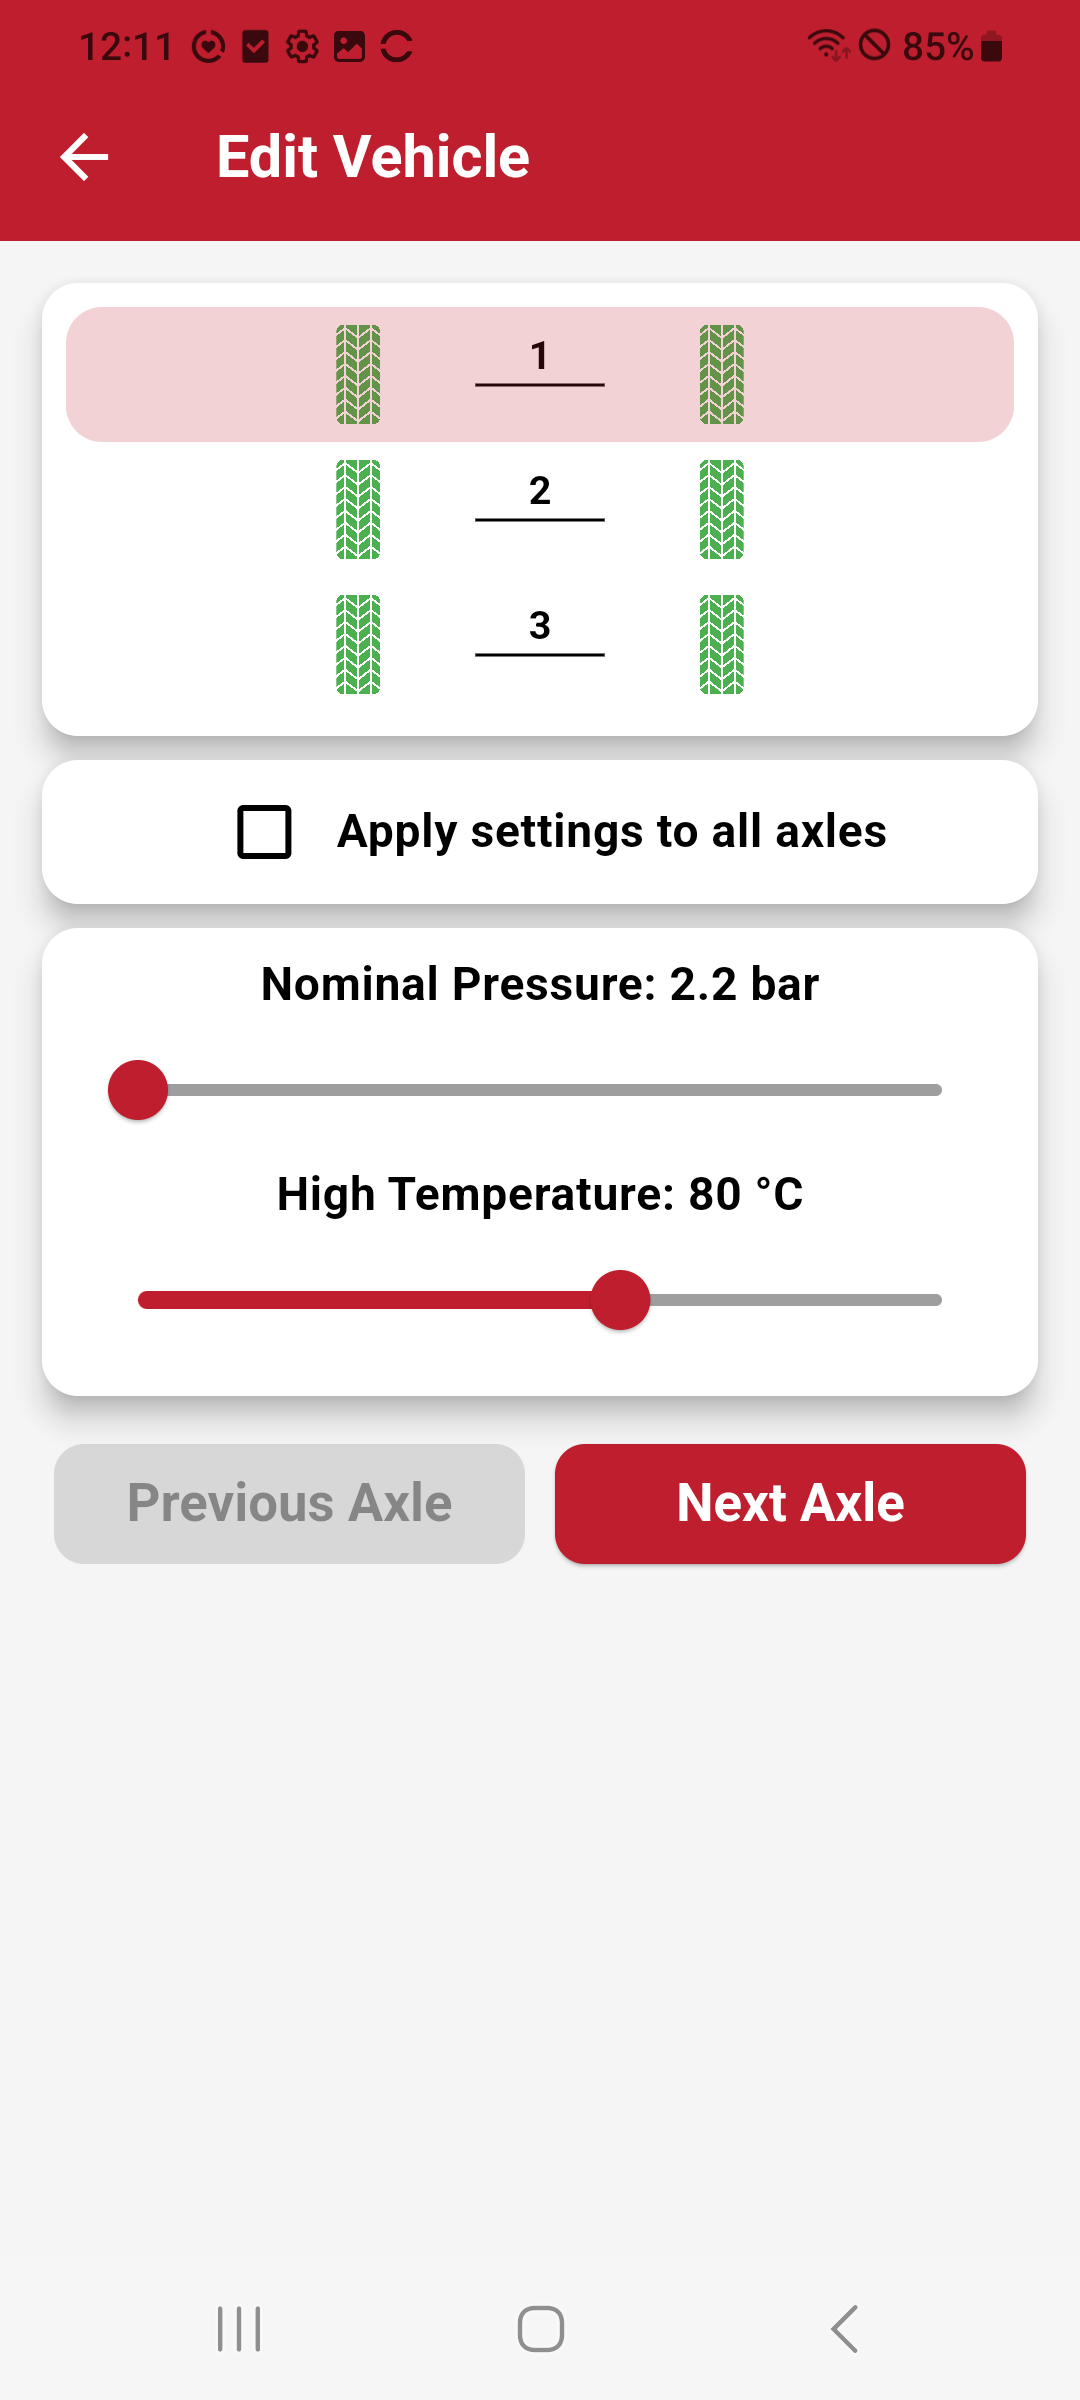 12:11 85%
Edit Vehicle
1
2
3
Apply settings to all axles
Nominal Pressure: 2.2 bar
High Temperature: 80 °C
Previous Axle Next Axle